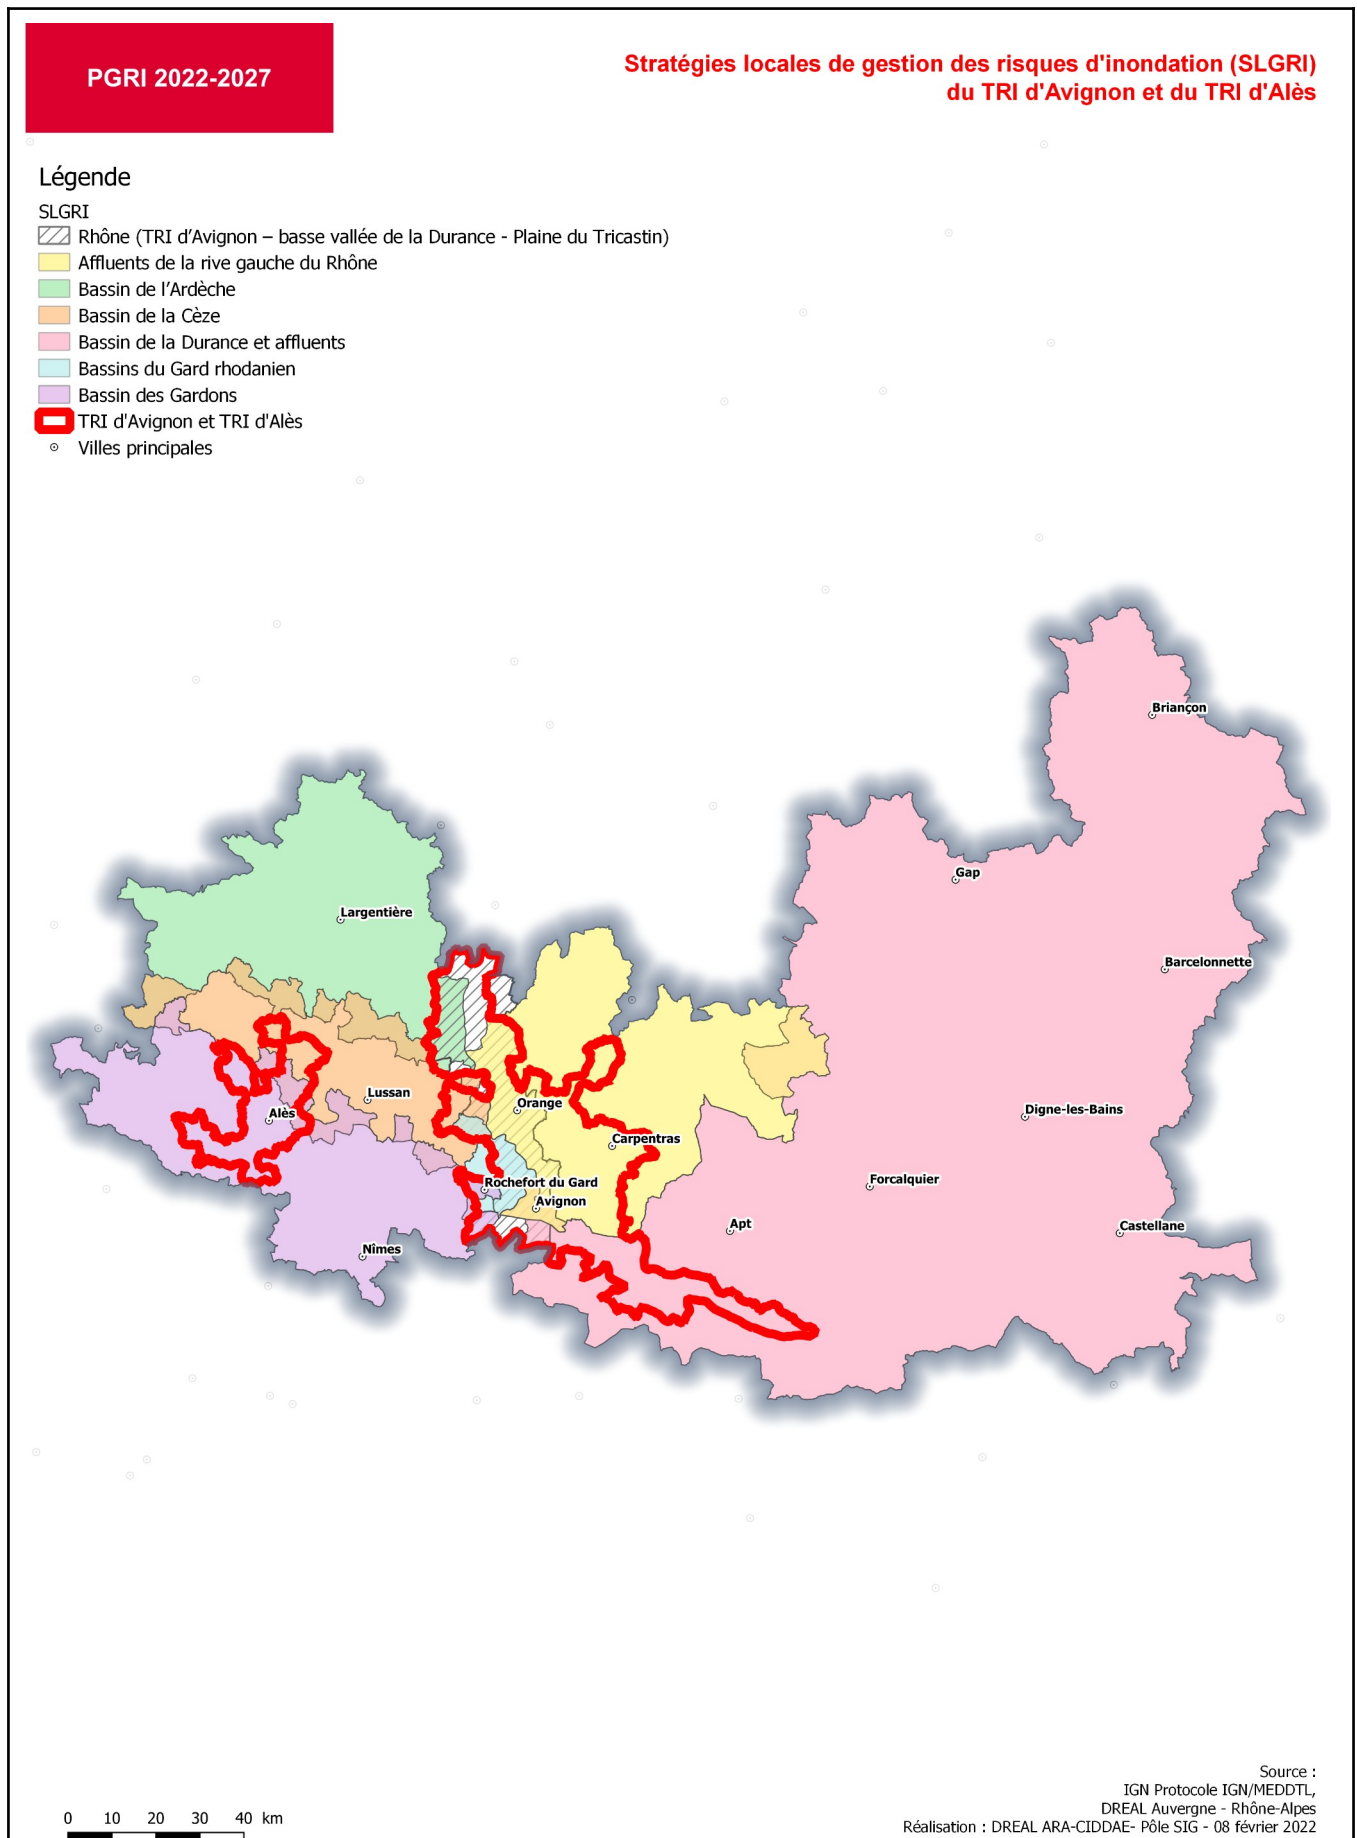 PGRI 2022-2027
Stratégies locales de gestion des risques d'inondation (SLGRI)
du TRI d'Avignon et du TRI d'Alès
Légende
SLGRI
Rhône (TRI d’Avignon – basse vallée de la Durance - Plaine du Tricastin)
Affluents de la rive gauche du Rhône
Bassin de l’Ardèche
Bassin de la Cèze
Bassin de la Durance et affluents
Bassins du Gard rhodanien
Bassin des Gardons
TRI d'Avignon et TRI d'Alès
Villes principales
Briançon
Gap
Largentière
Barcelonnette
Lussan
Orange
Alès
Digne-les-Bains
Carpentras
Rochefort du Gard
Forcalquier
Avignon
Apt
Castellane
Nîmes
Source :
IGN Protocole IGN/MEDDTL,
DREAL Auvergne - Rhône-Alpes
Réalisation : DREAL ARA-CIDDAE- Pôle SIG - 08 février 2022
0 10 20 30 40 km